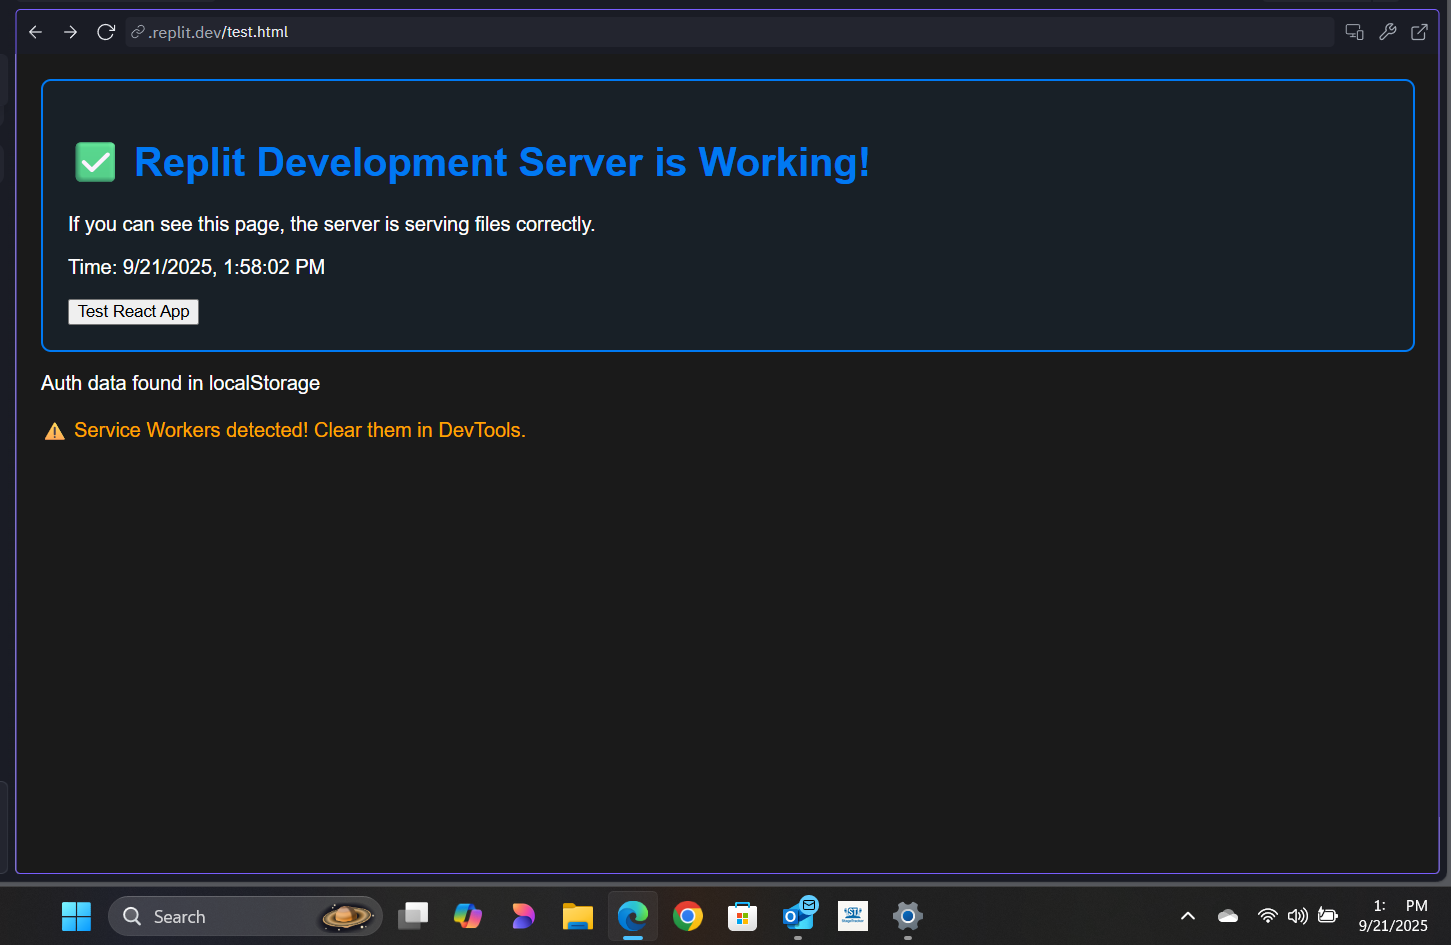 .replit.dev/test.html
✅ Replit Development Server is Working!
If you can see this page, the server is serving files correctly.
Time: 9/21/2025, 1:58:02 PM
Test React App
Auth data found in localStorage
⚠️ Service Workers detected! Clear them in DevTools.
Search
1: PM
9/21/2025